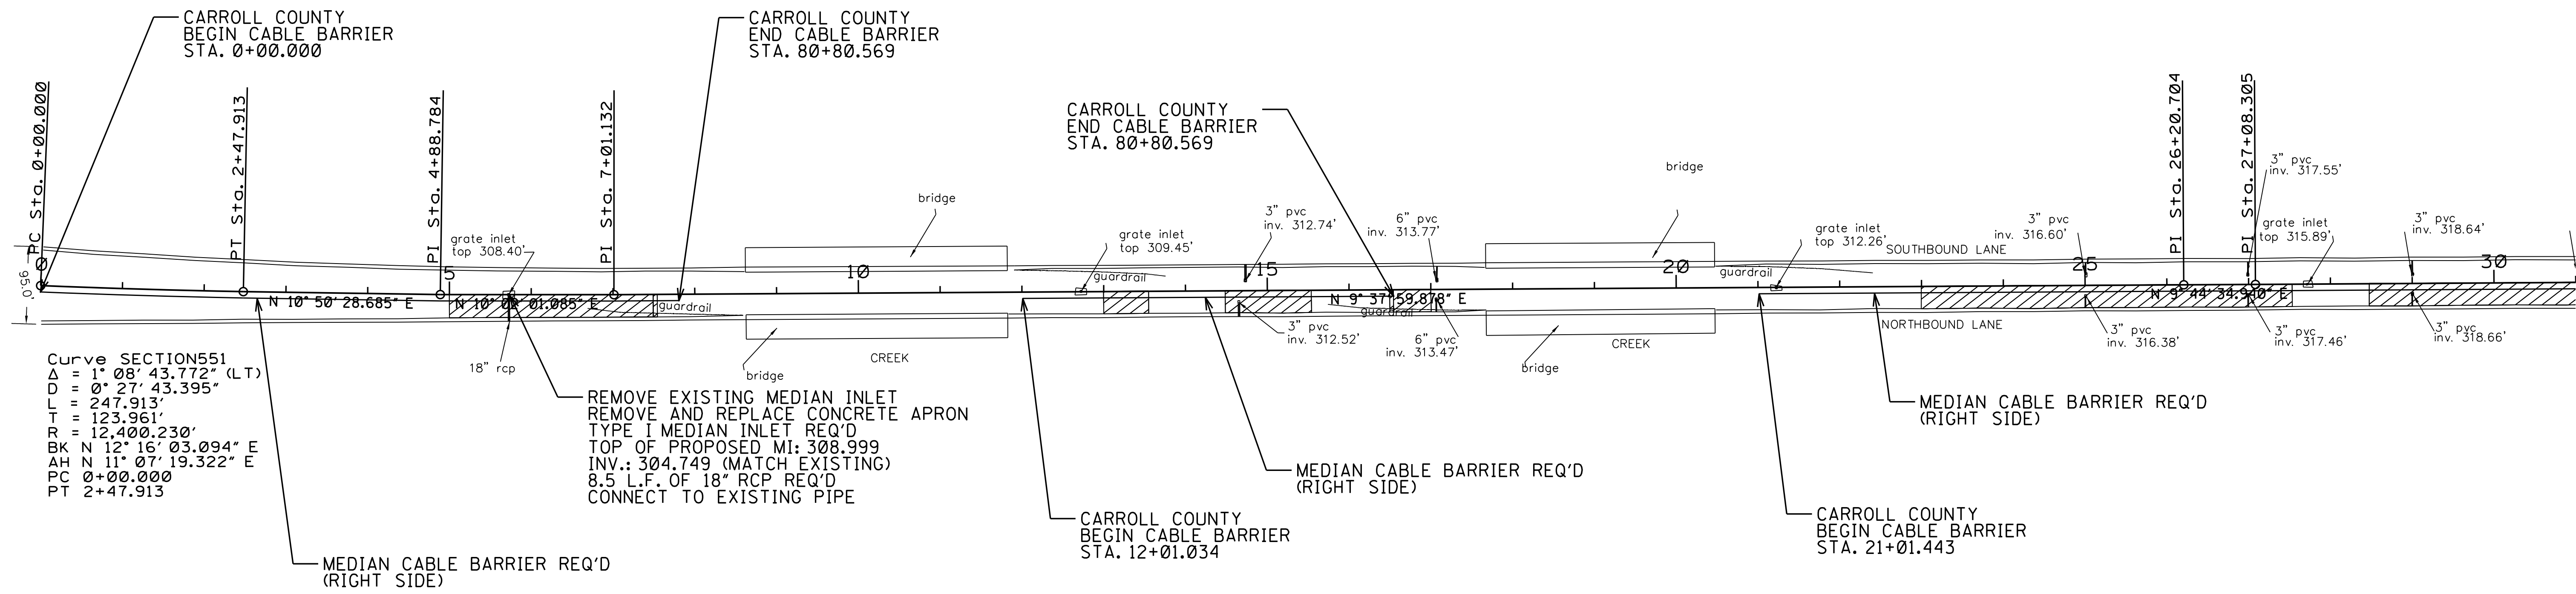 CARROLL COUNTY
BEGIN CABLE BARRIER
STA. 0+00.000
CARROLL COUNTY
END CABLE BARRIER
STA. 80+80.569
CARROLL COUNTY
END CABLE BARRIER
STA. 80+80.569
PC Sta. 0+00.000
PT Sta. 2+47.913
PI Sta. 4+88.784
PI Sta. 7+01.132
PI Sta. 26+20.704
PI Sta. 27+08.305
bridge
bridge
3" pvc
inv. 317.55'
grate inlet
top 308.40'
grate inlet
top 309.45'
3" pvc
inv. 312.74'
6" pvc
inv. 313.77'
grate inlet
top 312.26'
SOUTHBOUND LANE
3" pvc
inv. 316.60'
grate inlet
top 315.89'
3" pvc
inv. 318.64'
95.0'
0
5
10
15
20
25
30
guardrail
guardrail
N 10° 50' 28.685" E
N 10° 01.085" E
guardrail
N 9° 37' 59.878" E
guardrail
N 9° 44' 34.910" E
18" rcp
bridge
CREEK
3" pvc
inv. 312.52'
6" pvc
inv. 313.47'
bridge
CREEK
NORTHBOUND LANE
3" pvc
inv. 316.38'
3" pvc
inv. 317.46'
3" pvc
inv. 318.66'
Curve SECTION551
Δ = 1° 08' 43.772" (LT)
D = 0° 27' 43.395"
L = 247.913'
T = 123.961'
R = 12,400.230'
BK N 12° 16' 03.094" E
AH N 11° 07' 19.322" E
PC 0+00.000
PT 2+47.913
REMOVE EXISTING MEDIAN INLET
REMOVE AND REPLACE CONCRETE APRON
TYPE I MEDIAN INLET REQ'D
TOP OF PROPOSED MI: 308.999
INV.: 304.749 (MATCH EXISTING)
8.5 L.F. OF 18" RCP REQ'D
CONNECT TO EXISTING PIPE
MEDIAN CABLE BARRIER REQ'D
(RIGHT SIDE)
CARROLL COUNTY
BEGIN CABLE BARRIER
STA. 12+01.034
MEDIAN CABLE BARRIER REQ'D
(RIGHT SIDE)
CARROLL COUNTY
BEGIN CABLE BARRIER
STA. 21+01.443
MEDIAN CABLE BARRIER REQ'D
(RIGHT SIDE)